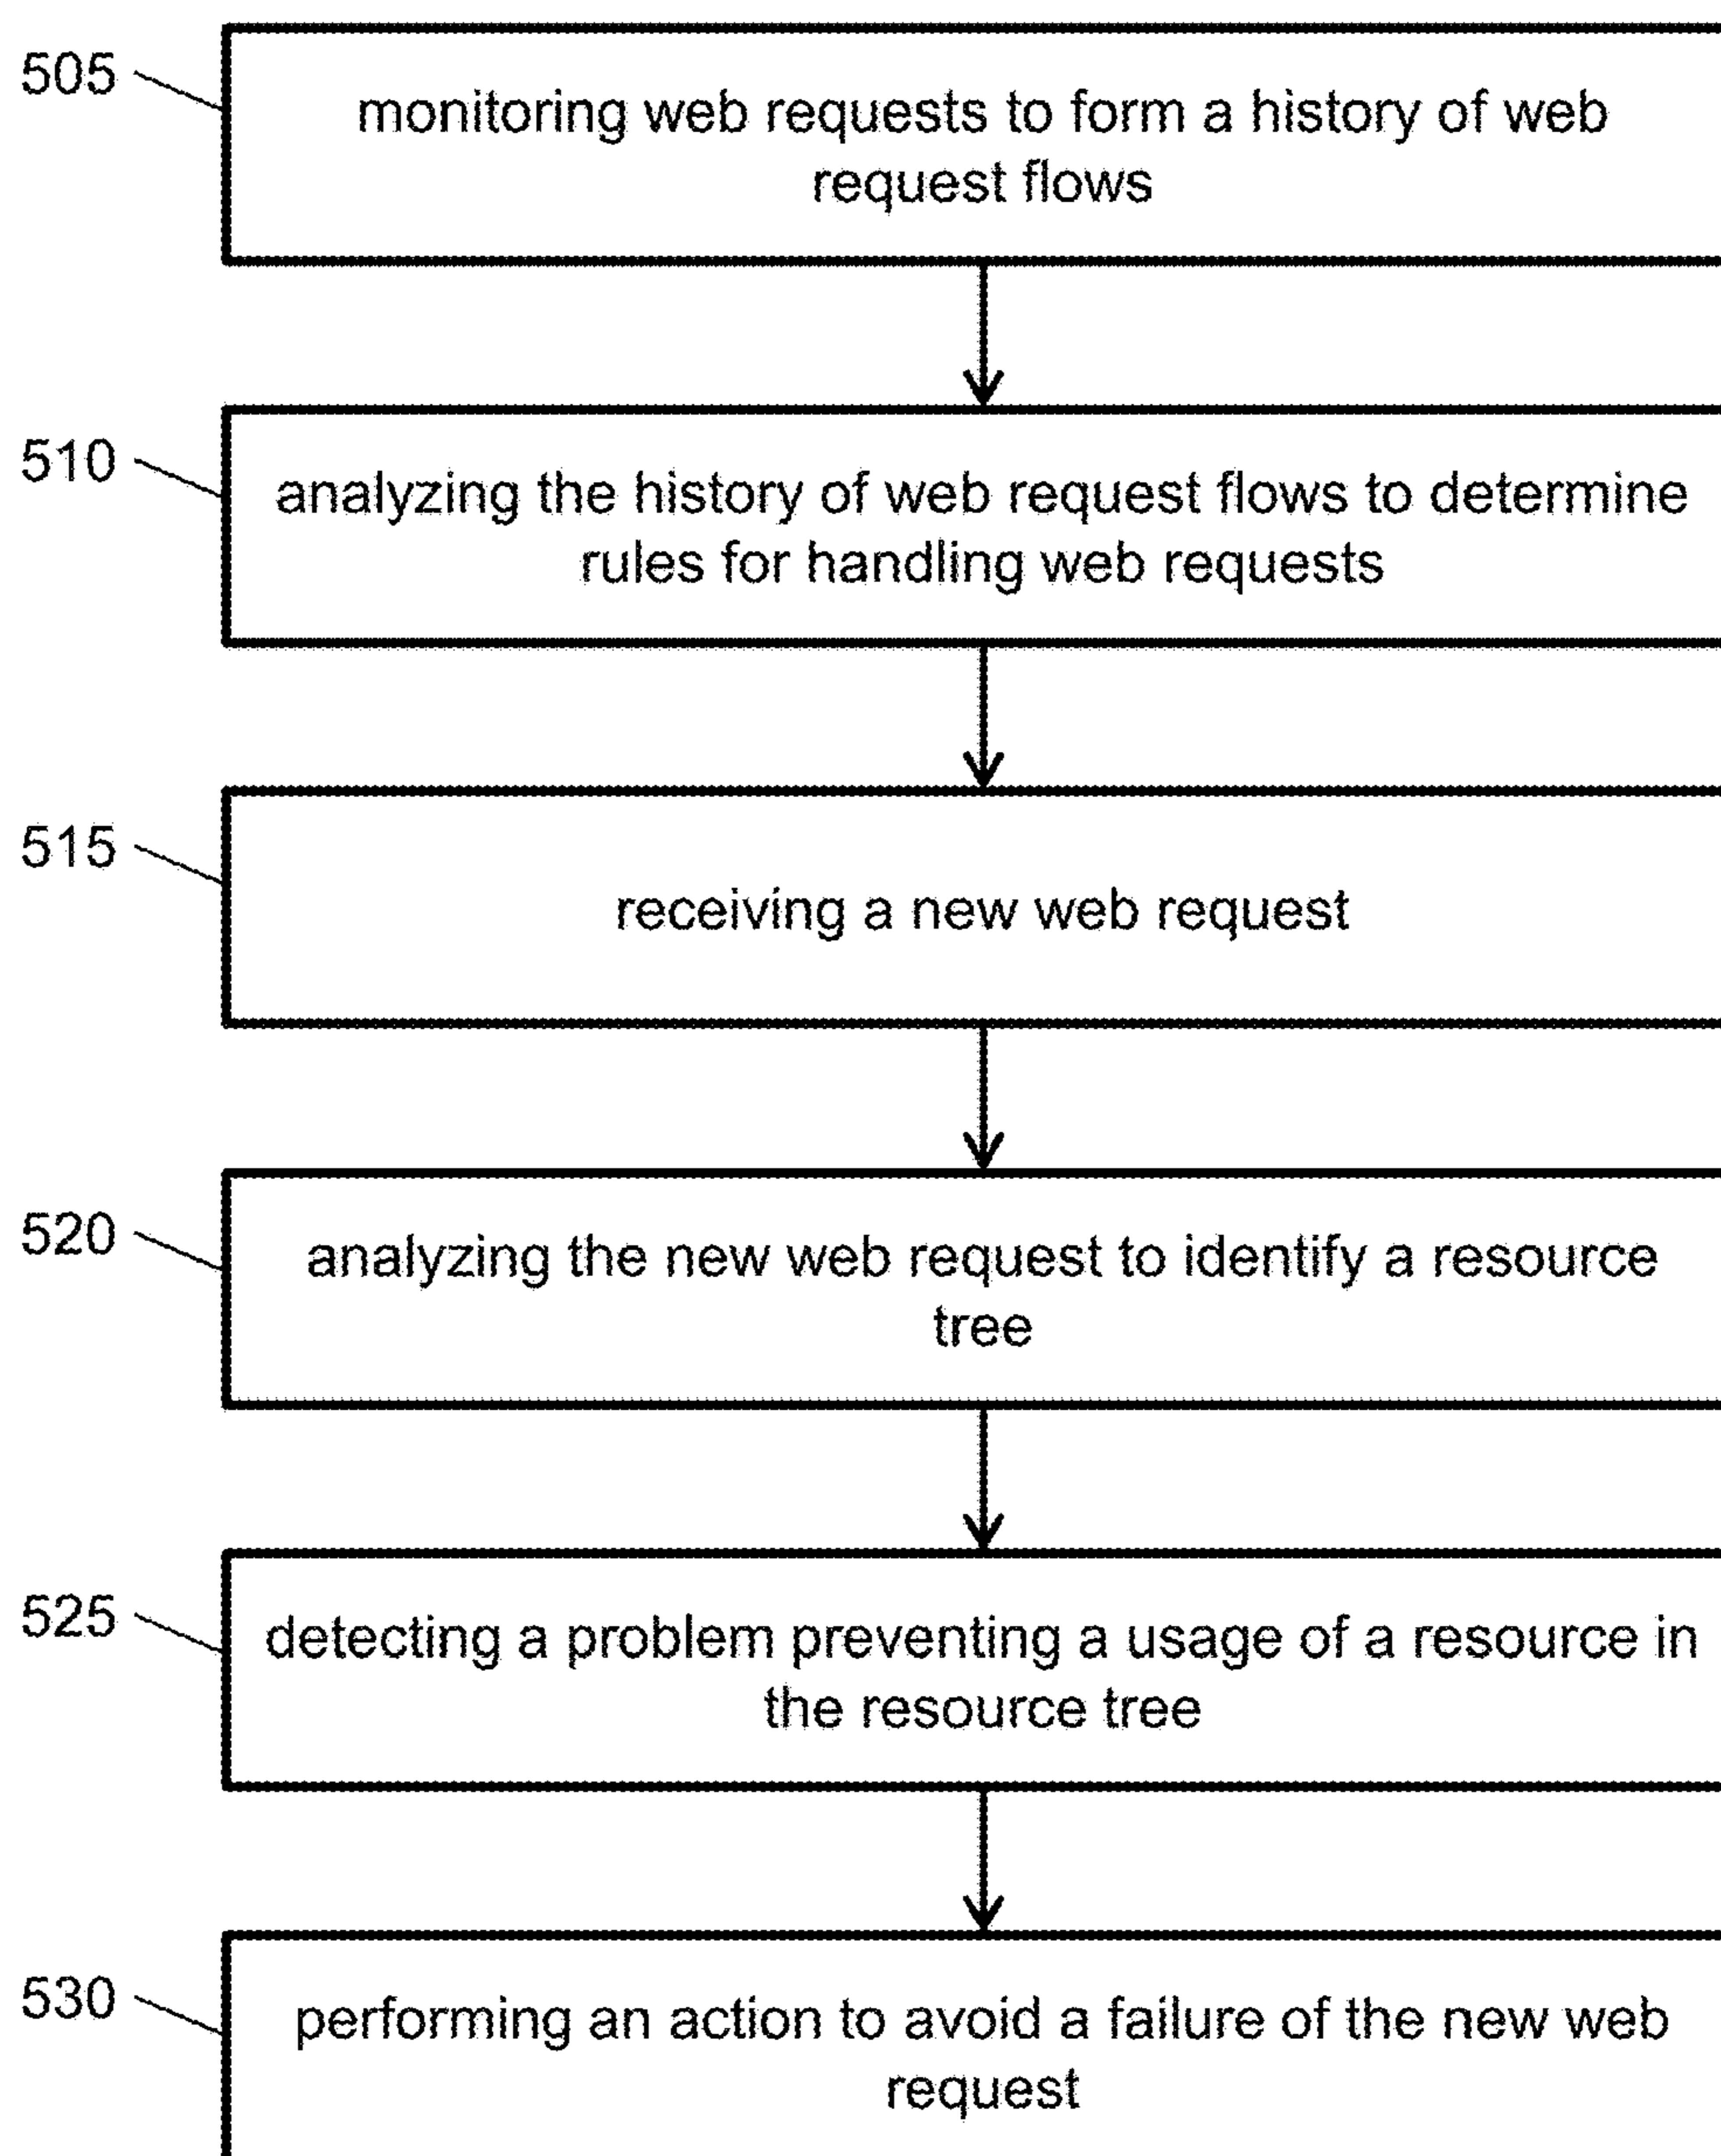 505
monitoring web requests to form a history of web
request flows
510
analyzing the history of web request flows to determine
rules for handling web requests
515
receiving a new web request
520
analyzing the new web request to identify a resource
tree
525
detecting a problem preventing a usage of a resource in
the resource tree
530
performing an action to avoid a failure of the new web
request